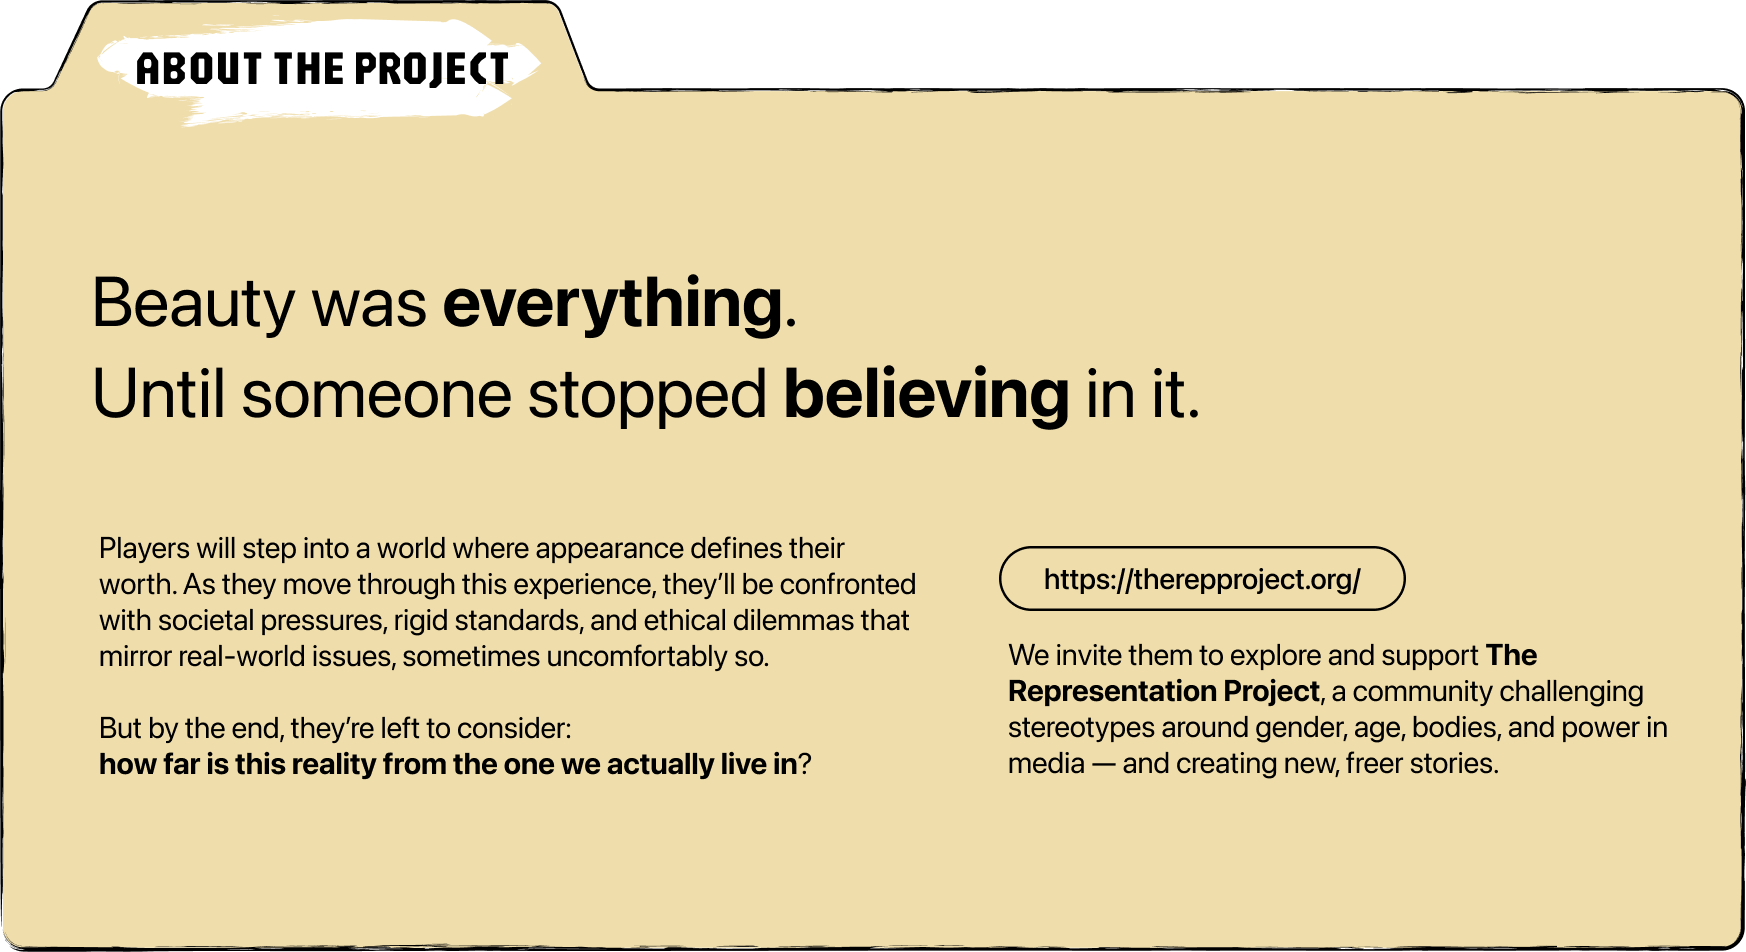 ABOUT THE PROJECT
Beauty was everything.
Until someone stopped believing in it.
Players will step into a world where appearance defines their
worth. As they move through this experience, they’ll be confronted
with societal pressures, rigid standards, and ethical dilemmas that
mirror real-world issues, sometimes uncomfortably so.
But by the end, they’re left to consider:
how far is this reality from the one we actually live in?
https://therepproject.org/
We invite them to explore and support The
Representation Project, a community challenging
stereotypes around gender, age, bodies, and power in
media — and creating new, freer stories.